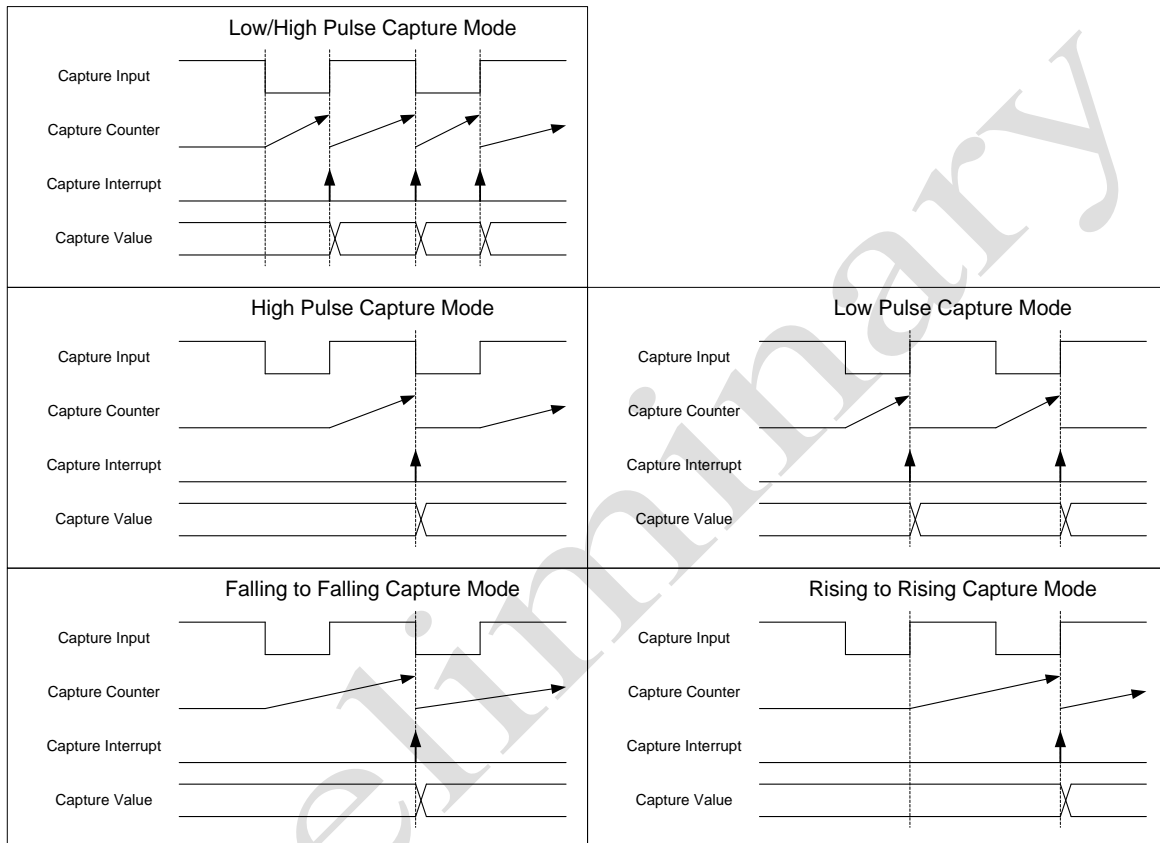 Low/High Pulse Capture Mode
Capture Input
Capture Counter
Capture Interrupt
Capture Value
High Pulse Capture Mode
Capture Input
Capture Counter
Capture Interrupt
Capture Value
Low Pulse Capture Mode
Capture Input
Capture Counter
Capture Interrupt
Capture Value
Falling to Falling Capture Mode
Capture Input
Capture Counter
Capture Interrupt
Capture Value
Rising to Rising Capture Mode
Capture Input
Capture Counter
Capture Interrupt
Capture Value
eliminary